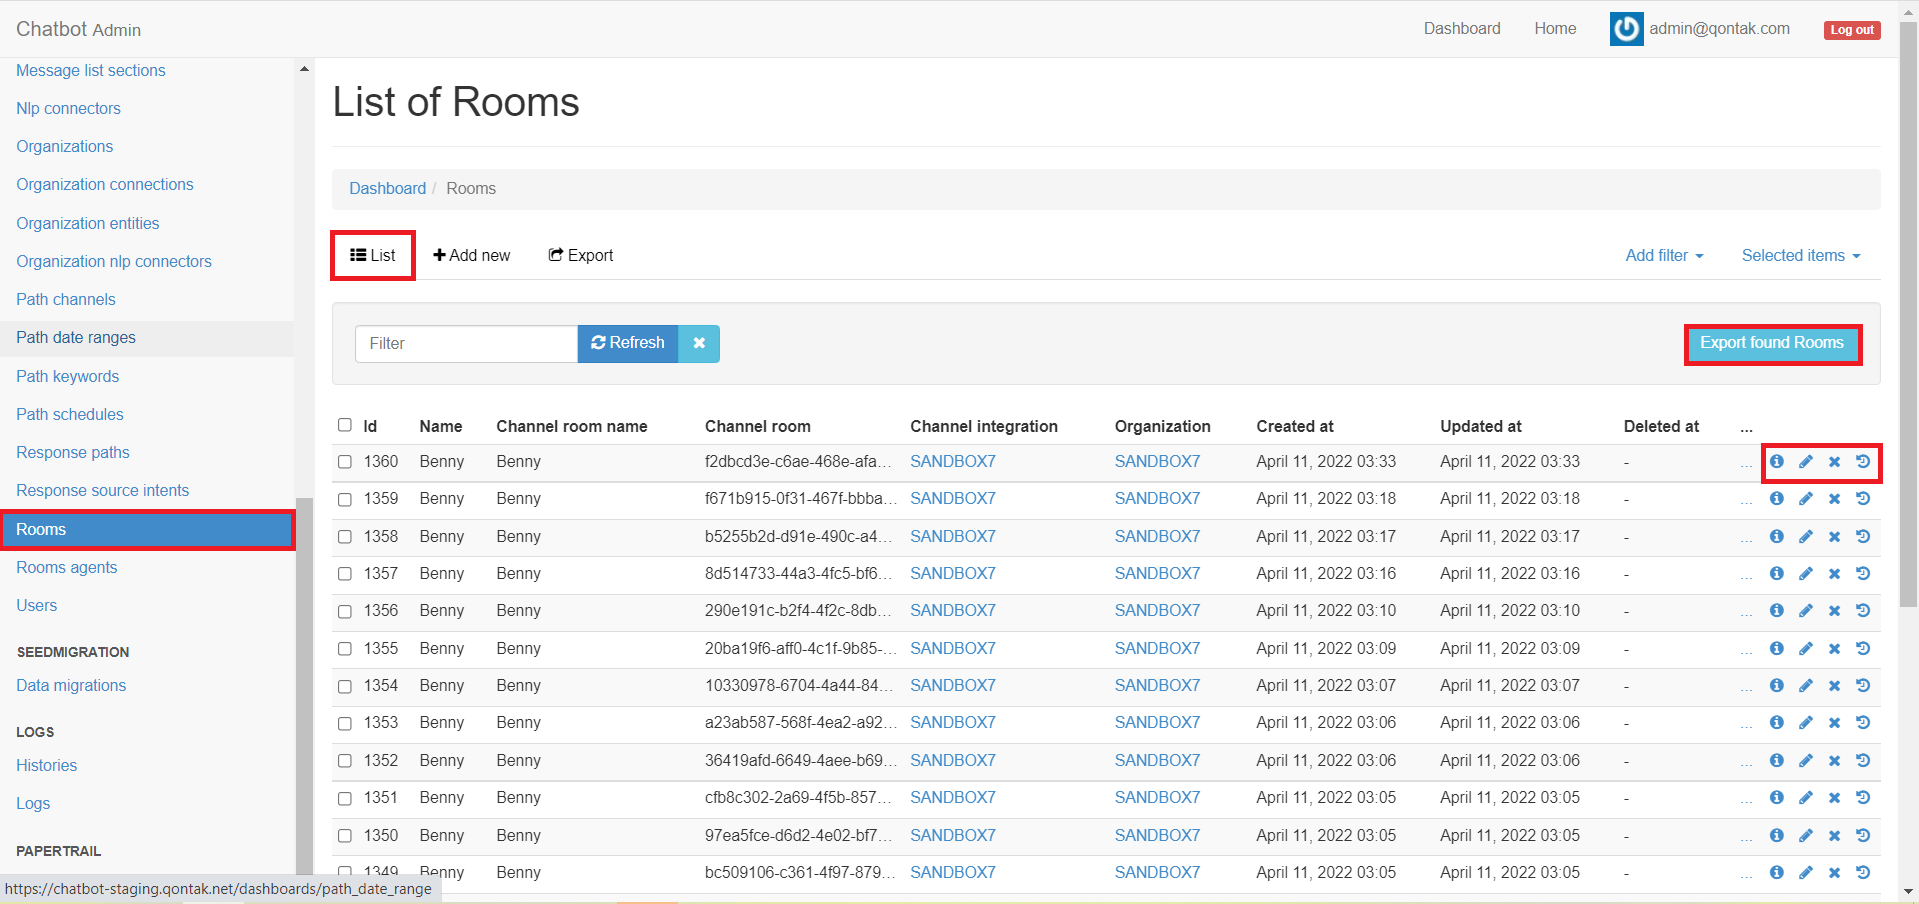 Chatbot Admin
Dashboard Home admin@qontak.com Log out
Message list sections
Nlp connectors
Organizations
Organization connections
Organization entities
Organization nlp connectors
Path channels
Path date ranges
Path keywords
Path schedules
Response paths
Response source intents
Rooms
Rooms agents
Users
SEEDMIGRATION
Data migrations
LOGS
Histories
Logs
PAPERTRAIL
https://chatbot-staging.qontak.net/dashboards/path_date_range
List of Rooms
Dashboard / Rooms
List Add new Export Add filter Selected items
Filter Refresh Export found Rooms
Id Name Channel room name Channel room Channel integration Organization Created at Updated at Deleted at ...
1360 Benny Benny f2dbcd3e-c6ae-468e-afa... SANDBOX7 SANDBOX7 April 11, 2022 03:33 April 11, 2022 03:33 - ...
1359 Benny Benny f671b915-0f31-467f-bbba... SANDBOX7 SANDBOX7 April 11, 2022 03:18 April 11, 2022 03:18 - ...
1358 Benny Benny b5255b2d-d91e-490c-a4... SANDBOX7 SANDBOX7 April 11, 2022 03:17 April 11, 2022 03:17 - ...
1357 Benny Benny 8d514733-44a3-4fc5-bf6... SANDBOX7 SANDBOX7 April 11, 2022 03:16 April 11, 2022 03:16 - ...
1356 Benny Benny 290e191c-b2f4-4f2c-8db... SANDBOX7 SANDBOX7 April 11, 2022 03:10 April 11, 2022 03:10 - ...
1355 Benny Benny 20ba19f6-aff0-4c1f-9b85-... SANDBOX7 SANDBOX7 April 11, 2022 03:09 April 11, 2022 03:09 - ...
1354 Benny Benny 10330978-6704-4a44-84... SANDBOX7 SANDBOX7 April 11, 2022 03:07 April 11, 2022 03:07 - ...
1353 Benny Benny a23ab587-568f-4ea2-a92... SANDBOX7 SANDBOX7 April 11, 2022 03:06 April 11, 2022 03:06 - ...
1352 Benny Benny 36419afd-6649-4aee-b69... SANDBOX7 SANDBOX7 April 11, 2022 03:06 April 11, 2022 03:06 - ...
1351 Benny Benny cfb8c302-2a69-4f5b-857... SANDBOX7 SANDBOX7 April 11, 2022 03:05 April 11, 2022 03:05 - ...
1350 Benny Benny 97ea5fce-d6d2-4e02-bf7... SANDBOX7 SANDBOX7 April 11, 2022 03:05 April 11, 2022 03:05 - ...
1349 Benny Benny bc509106-c361-4f97-879... SANDBOX7 SANDBOX7 April 11, 2022 03:05 April 11, 2022 03:05 - ...